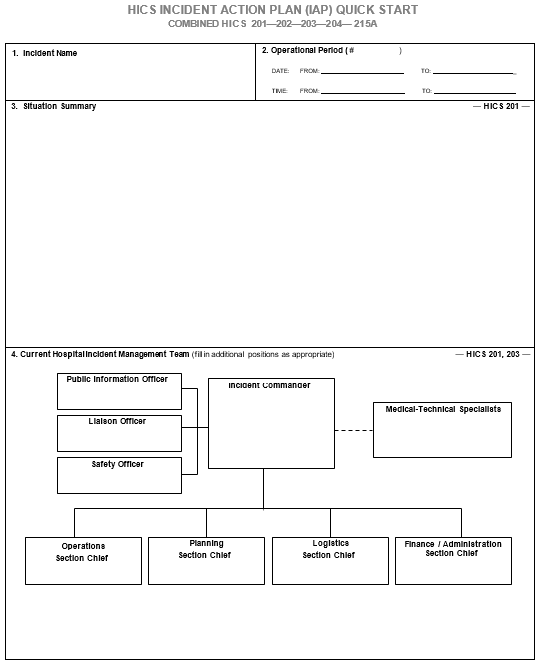 HICS INCIDENT ACTION PLAN (IAP) QUICK START
COMBINED HICS 201—202—203—204— 215A
1. Incident Name
2. Operational Period ( # )
DATE: FROM: TO:
TIME: FROM: TO:
3. Situation Summary — HICS 201 —
4. Current Hospital Incident Management Team (fill in additional positions as appropriate) — HICS 201, 203 —
Public Information Officer
Incident Commander
Medical-Technical Specialists
Liaison Officer
Safety Officer
Operations
Section Chief
Planning
Section Chief
Logistics
Section Chief
Finance / Administration
Section Chief